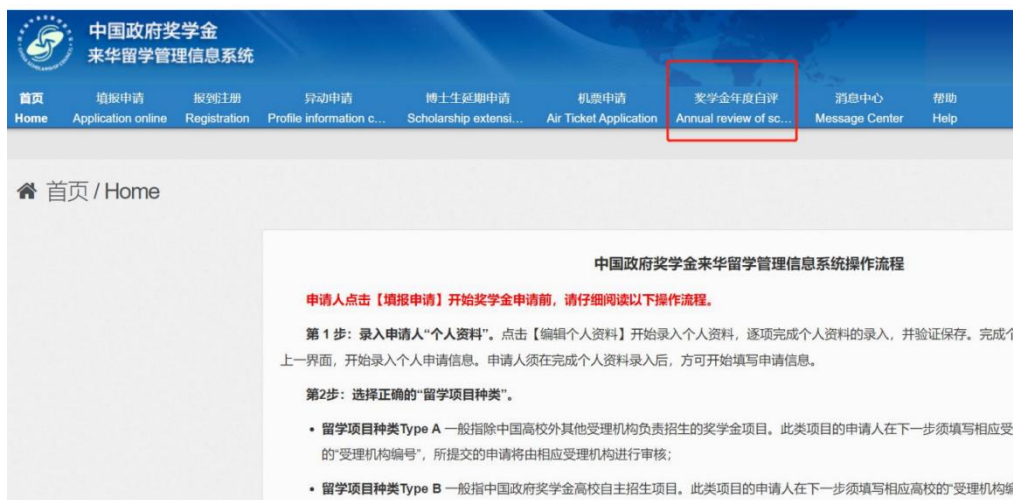 中国政府奖学金
来华留学管理信息系统
首页 填报申请 报到注册 异动申请 博士生延期申请 机票申请 奖学金年度自评 消息中心 帮助
Home Application online Registration Profile information c... Scholarship extensi... Air Ticket Application Annual review of sc... Message Center Help
首页 / Home
中国政府奖学金来华留学管理信息系统操作流程
申请人点击【填报申请】开始奖学金申请前，请仔细阅读以下操作流程。
第 1 步：录入申请人“个人资料”。点击【编辑个人资料】开始录入个人资料，逐项完成个人资料的录入，并验证保存。完成
上一界面，开始录入个人申请信息。申请人须在完成个人资料录入后，方可开始填写申请信息。
第2步：选择正确的“留学项目种类”。
• 留学项目种类Type A 一般指除中国高校外其他受理机构负责招生的奖学金项目。此类项目的申请人在下一步须填写相应受
的“受理机构编号”，所提交的申请将由相应受理机构进行审核；
• 留学项目种类Type B 一般指中国政府奖学金高校自主招生项目。此类项目的申请人在下一步须填写相应高校的“受理机构编